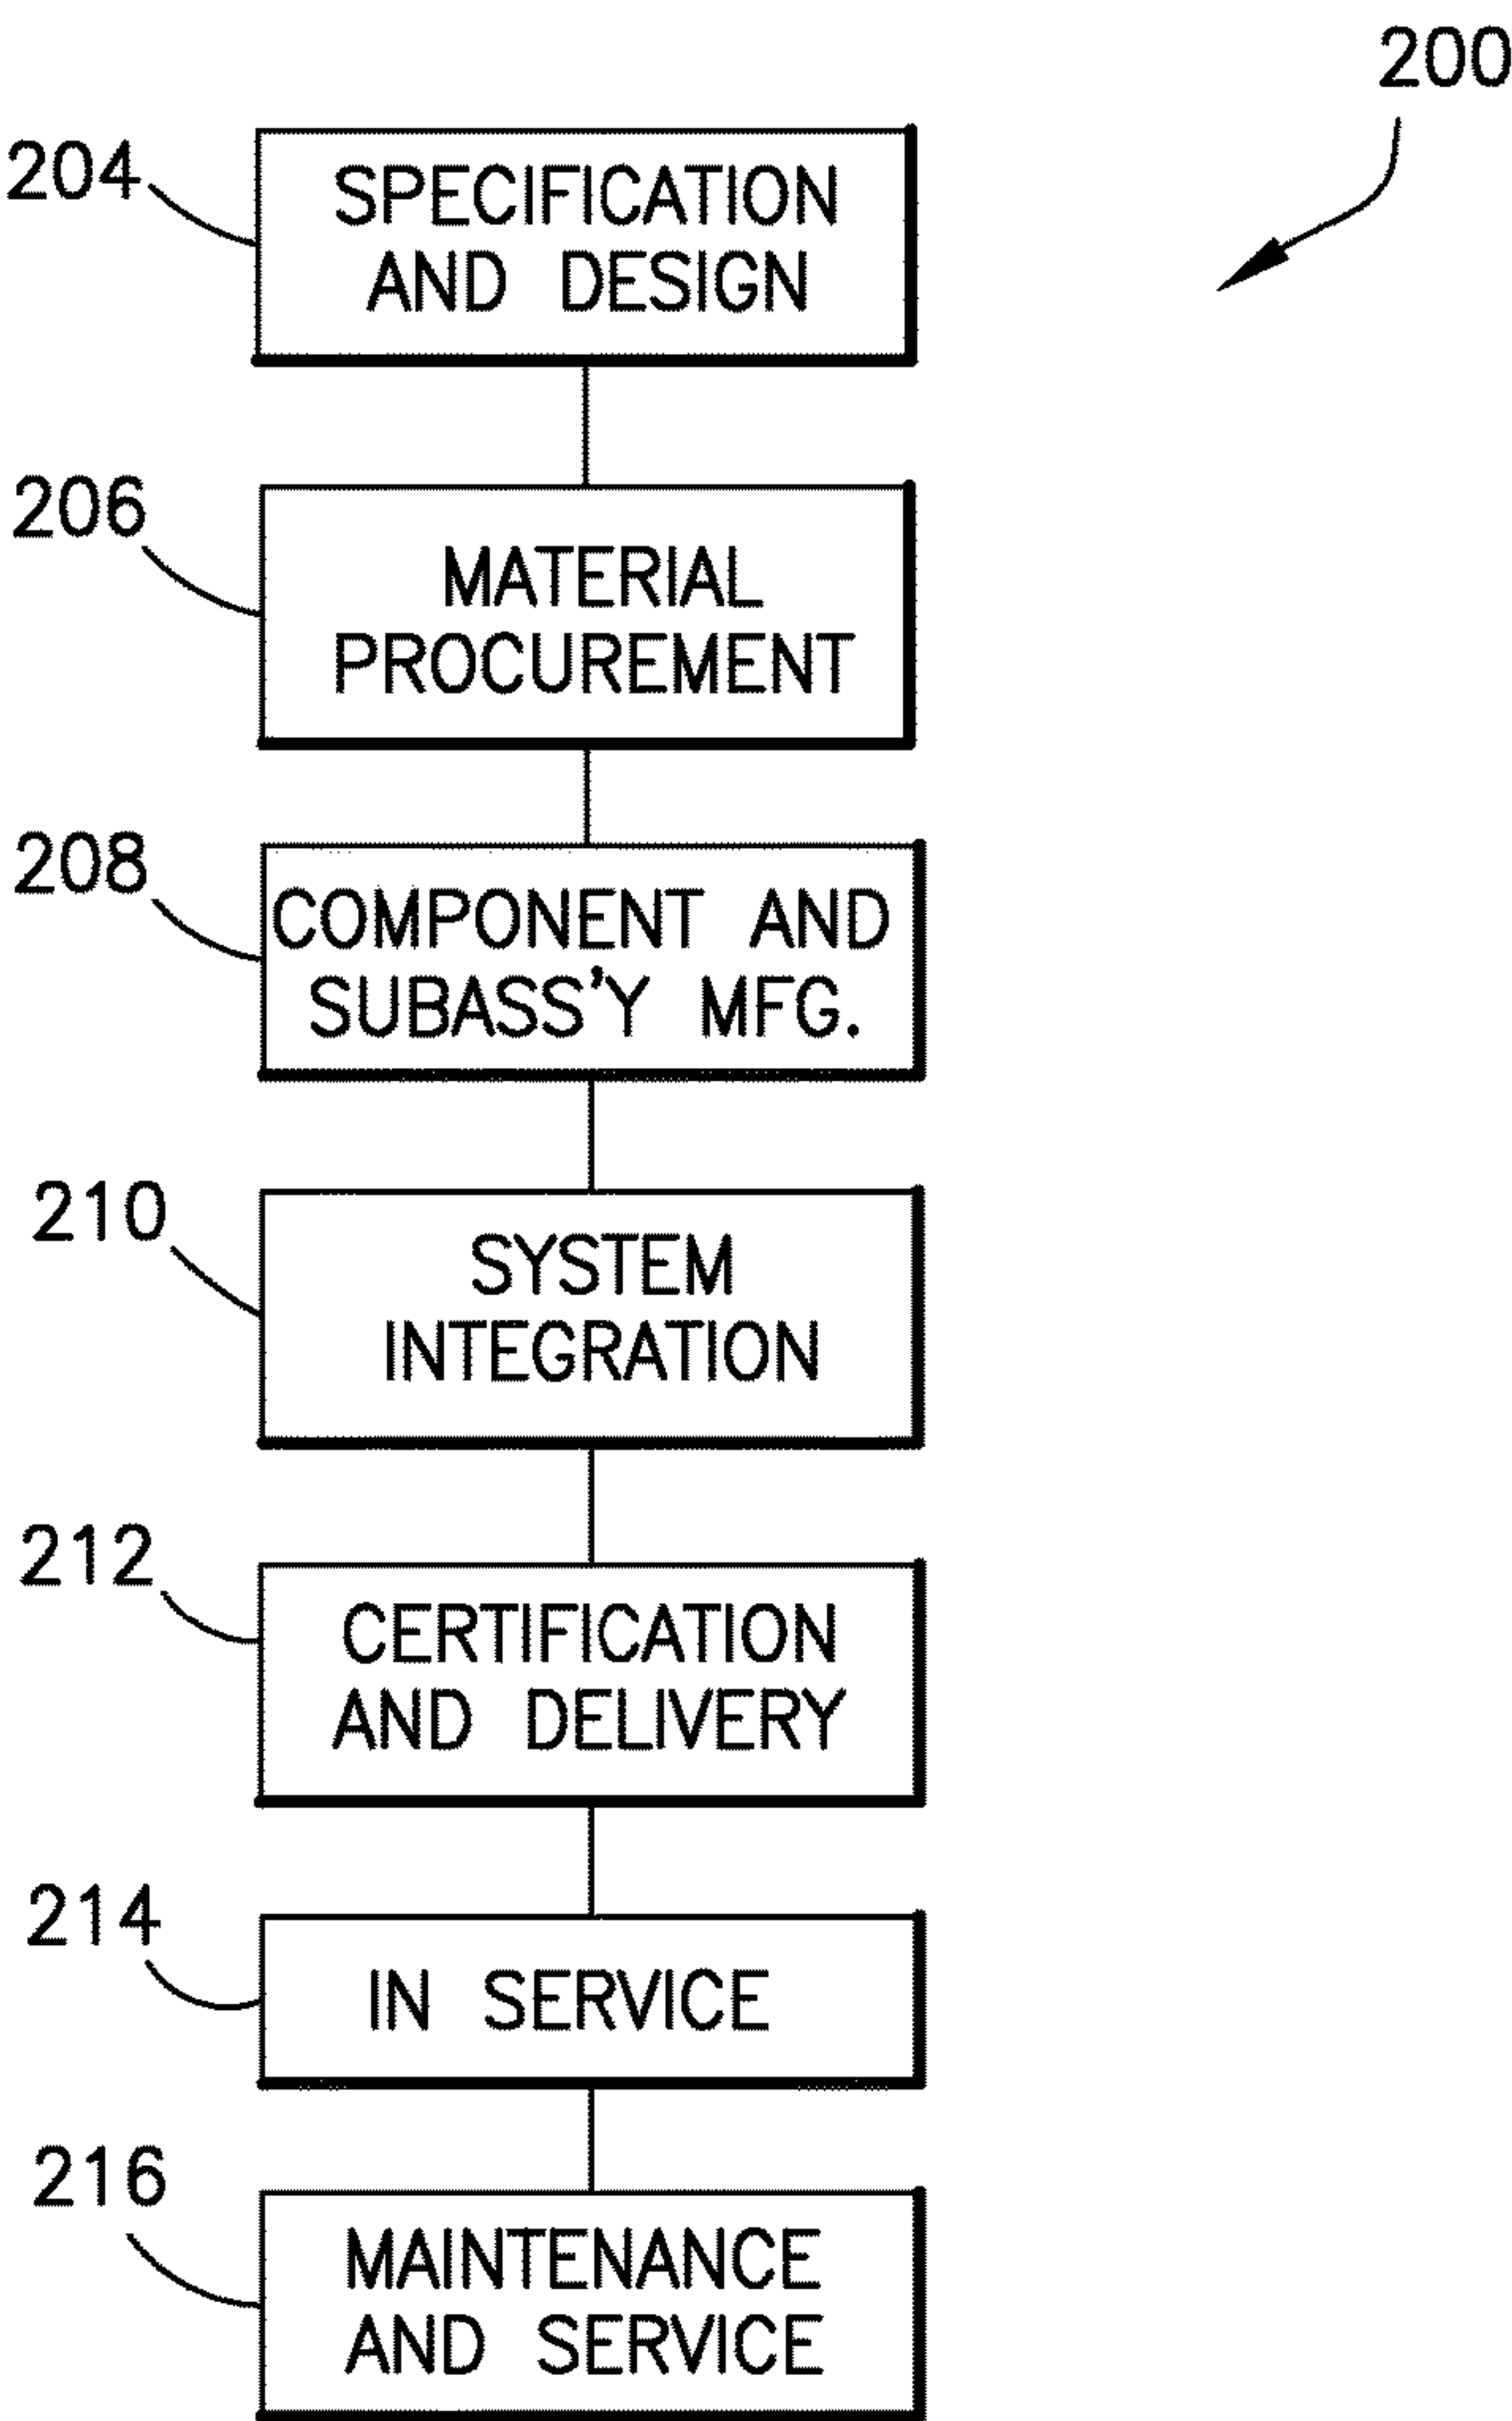 200
204
SPECIFICATION
AND DESIGN
206
MATERIAL
PROCUREMENT
208
COMPONENT AND
SUBASS'Y MFG.
210
SYSTEM
INTEGRATION
212
CERTIFICATION
AND DELIVERY
214
IN SERVICE
216
MAINTENANCE
AND SERVICE